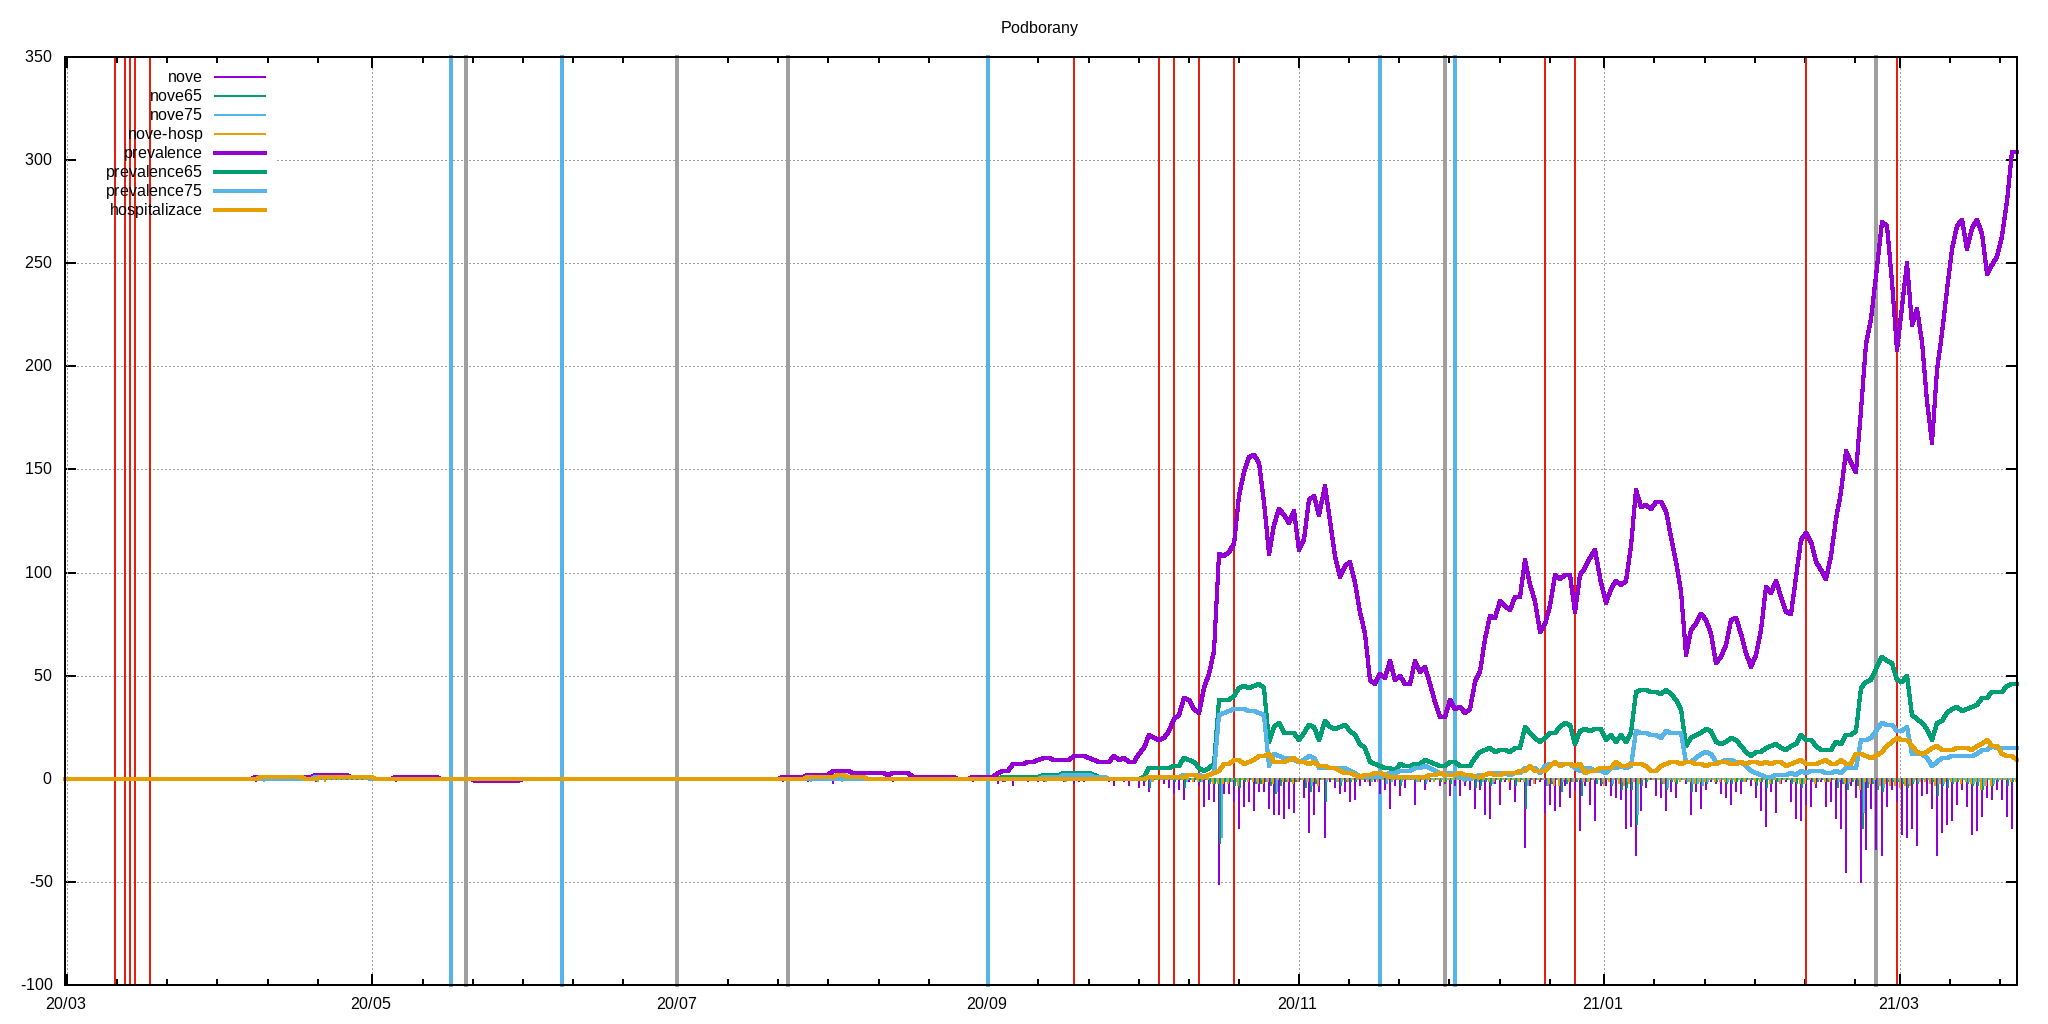 Podborany
350
300
250
200
150
100
50
0
-50
-100
nove
nove65
nove75
nove-hosp
prevalence
prevalence65
prevalence75
hospitalizace
20/03
20/05
20/07
20/09
20/11
21/01
21/03